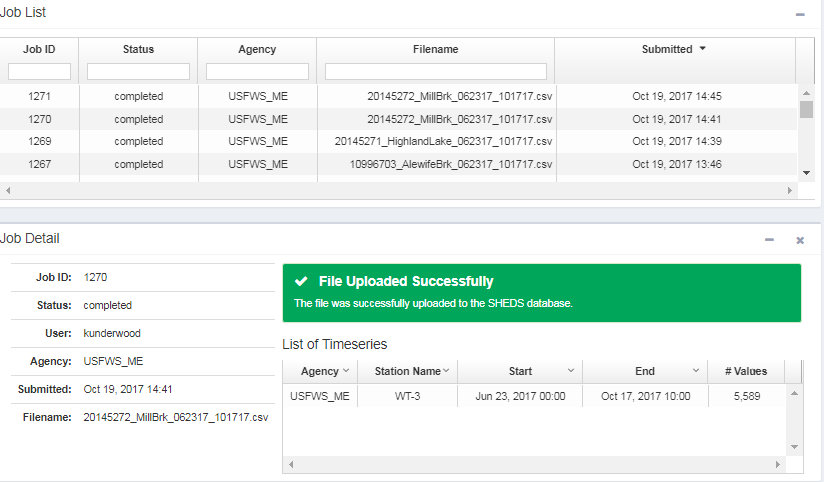 Job List
Job ID Status Agency Filename Submitted
1271 completed USFWS_ME 20145272_MillBrk_062317_101717.csv Oct 19, 2017 14:45
1270 completed USFWS_ME 20145272_MillBrk_062317_101717.csv Oct 19, 2017 14:41
1269 completed USFWS_ME 20145271_HighlandLake_062317_101717.csv Oct 19, 2017 14:39
1267 completed USFWS_ME 10996703_AlewifeBrk_062317_101717.csv Oct 19, 2017 13:46
Job Detail
Job ID: 1270
Status: completed
User: kunderwood
Agency: USFWS_ME
Submitted: Oct 19, 2017 14:41
Filename: 20145272_MillBrk_062317_101717.csv
File Uploaded Successfully
The file was successfully uploaded to the SHEDS database.
List of Timeseries
Agency Station Name Start End # Values
USFWS_ME WT-3 Jun 23, 2017 00:00 Oct 17, 2017 10:00 5,589